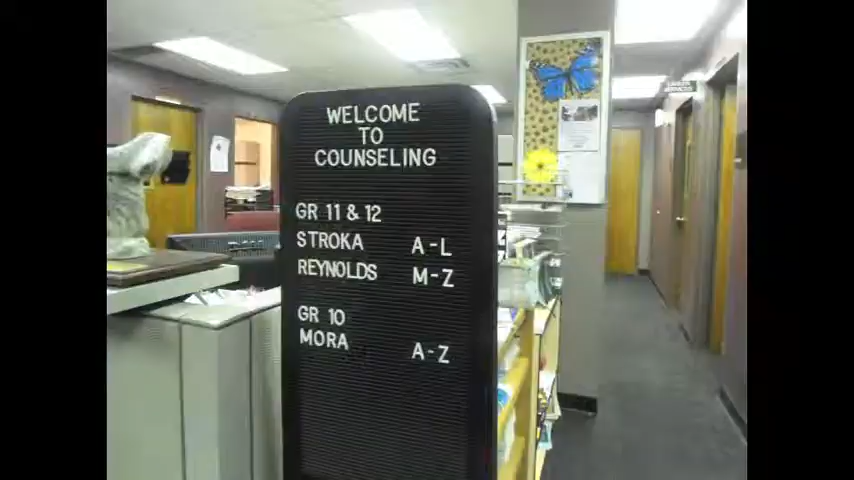 WELCOME
TO
COUNSELING
GR 11 & 12
STROKA A-L
REYNOLDS M-Z
GR 10
MORA A-Z